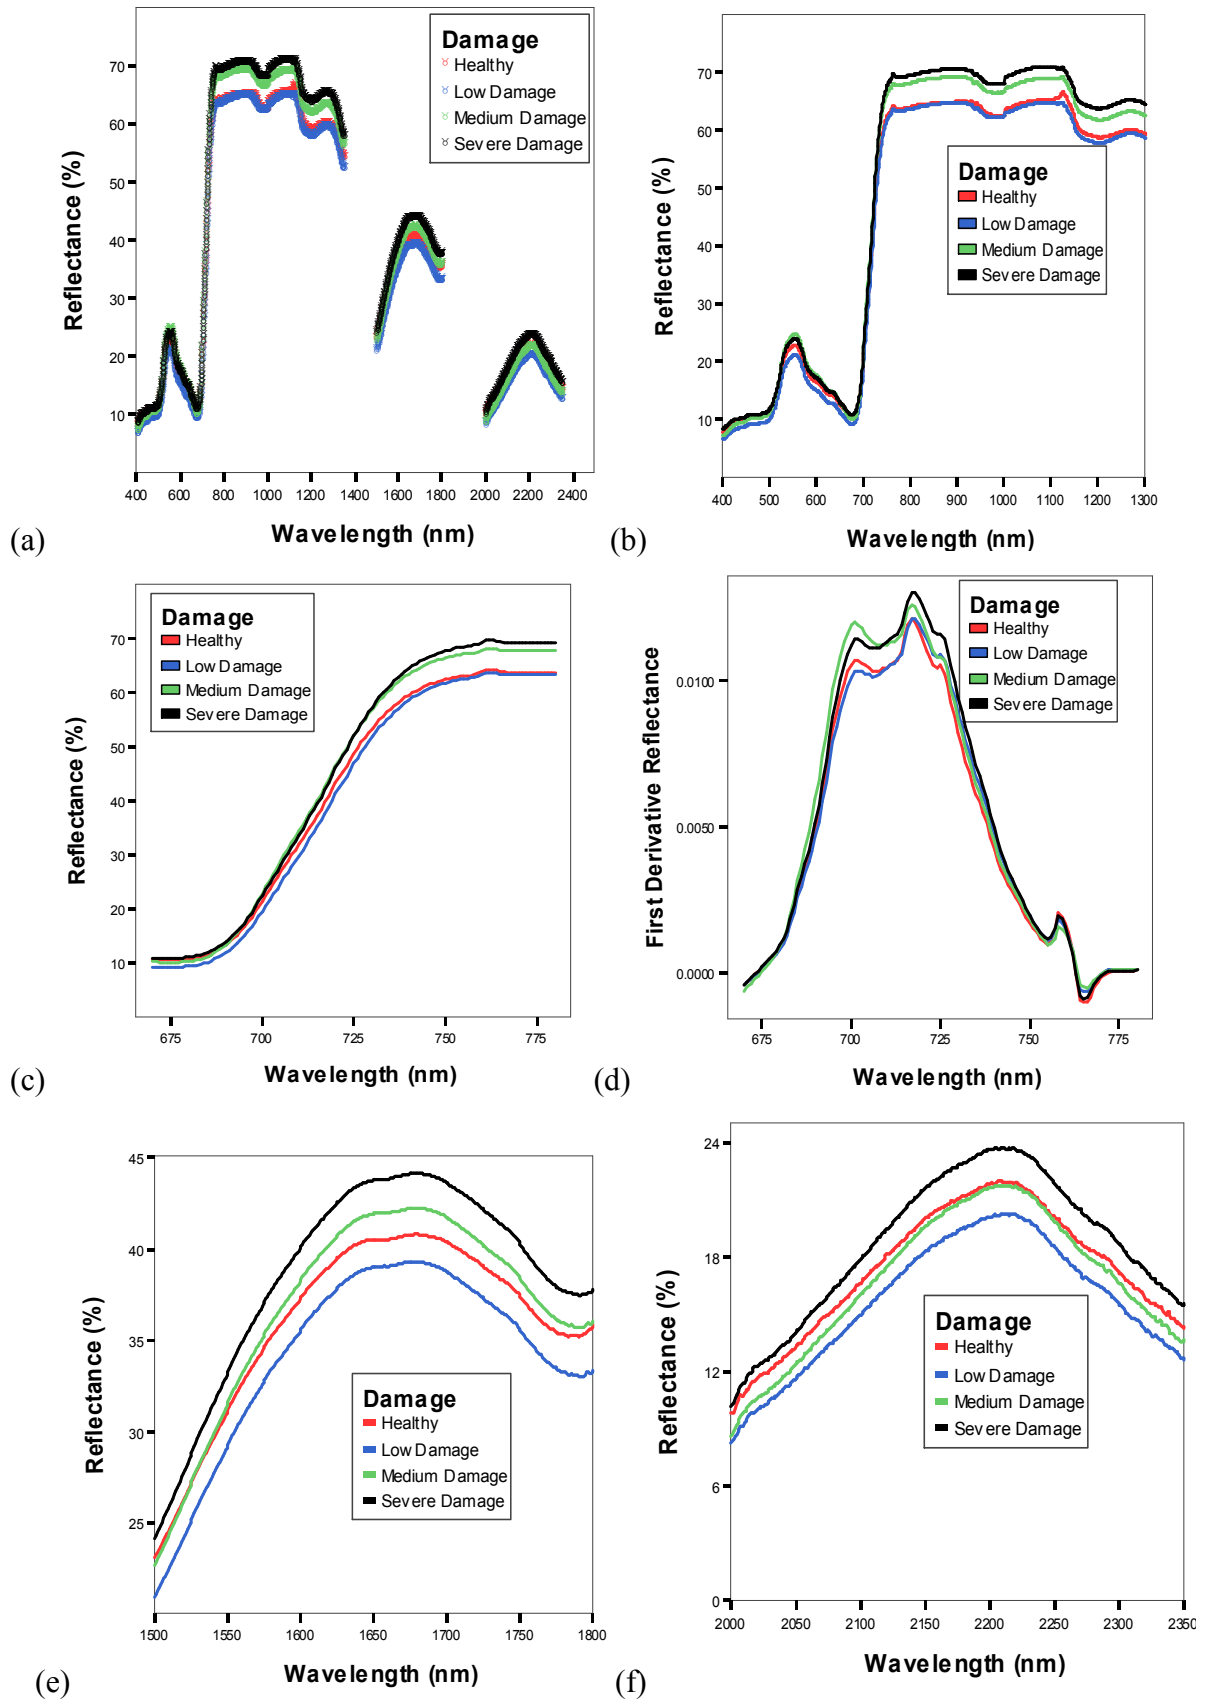 Damage
Healthy
Low Damage
Medium Damage
Severe Damage
70
60
50
40
30
20
10
400 600 800 1000 1200 1400 1600 1800 2000 2200 2400
Reflectance (%)
Wavelength (nm)
(a)
Damage
Healthy
Low Damage
Medium Damage
Severe Damage
70
60
50
40
30
20
10
400 500 600 700 800 900 1000 1100 1200 1300
Reflectance (%)
Wavelength (nm)
(b)
Damage
Healthy
Low Damage
Medium Damage
Severe Damage
70
60
50
40
30
20
10
675 700 725 750 775
Reflectance (%)
Wavelength (nm)
(c)
Damage
Healthy
Low Damage
Medium Damage
Severe Damage
0.0100
0.0050
0.0000
675 700 725 750 775
First Derivative Reflectance
Wavelength (nm)
(d)
45
40
35
30
25
Damage
Healthy
Low Damage
Medium Damage
Severe Damage
1500 1550 1600 1650 1700 1750 1800
Reflectance (%)
Wavelength (nm)
(e)
24
18
12
6
0
Damage
Healthy
Low Damage
Medium Damage
Severe Damage
2000 2050 2100 2150 2200 2250 2300 2350
Reflectance (%)
Wavelength (nm)
(f)